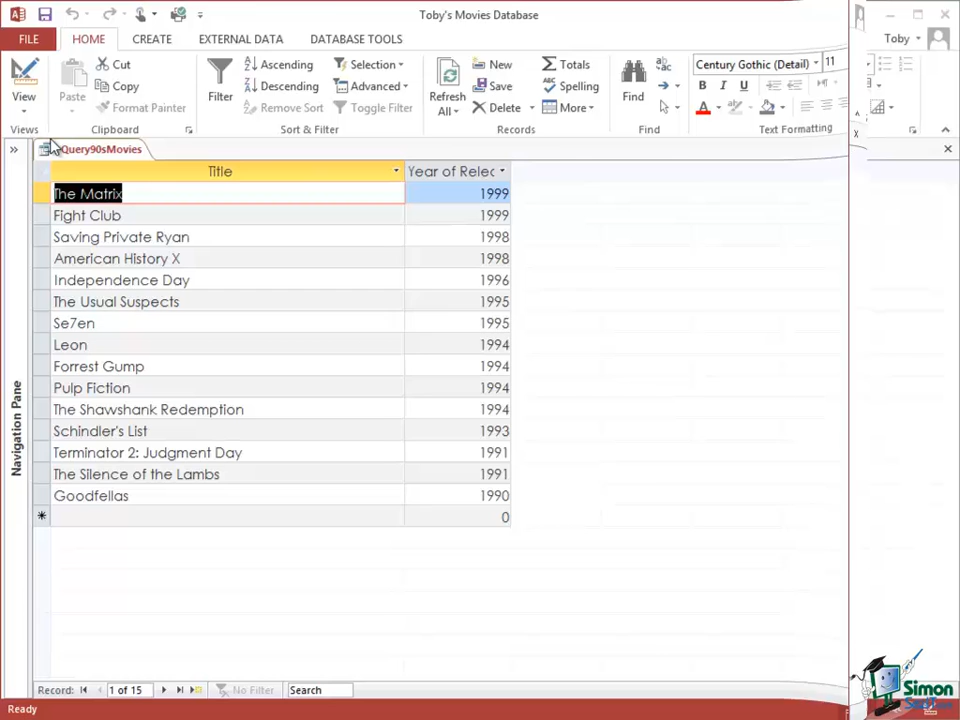 Toby's Movies Database
FILE HOME CREATE EXTERNAL DATA DATABASE TOOLS Toby
View Paste Cut Copy Format Painter
Filter Ascending Descending Remove Sort Selection Advanced Toggle Filter
Refresh All New Save Delete Totals Spelling More
Find
Century Gothic (Detail) 11
B I U
A
Views Clipboard Sort & Filter Records Find Text Formatting
Query90sMovies
Title Year of Relec
The Matrix 1999
Fight Club 1999
Saving Private Ryan 1998
American History X 1998
Independence Day 1996
The Usual Suspects 1995
Se7en 1995
Leon 1994
Forrest Gump 1994
Pulp Fiction 1994
The Shawshank Redemption 1994
Schindler's List 1993
Terminator 2: Judgment Day 1991
The Silence of the Lambs 1991
Goodfellas 1990
0
Navigation Pane
Record: 1 of 15 No Filter Search
Ready
Simon